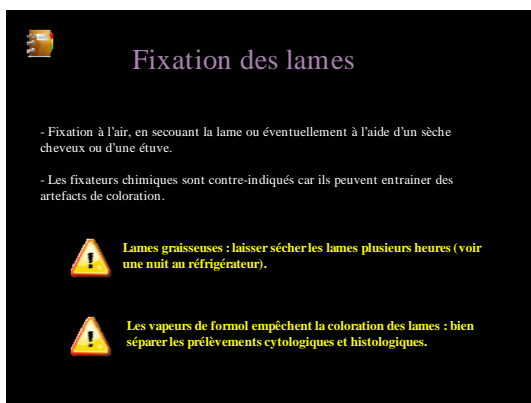 Fixation des lames
- Fixation à l'air, en secouant la lame ou éventuellement à l'aide d'un sèche
cheveux ou d'une étuve.
- Les fixateurs chimiques sont contre-indiqués car ils peuvent entrainer des
artefacts de coloration.
Lames graisseuses : laisser sécher les lames plusieurs heures (voir
une nuit au réfrigérateur).
Les vapeurs de formol empêchent la coloration des lames : bien
séparer les prélèvements cytologiques et histologiques.